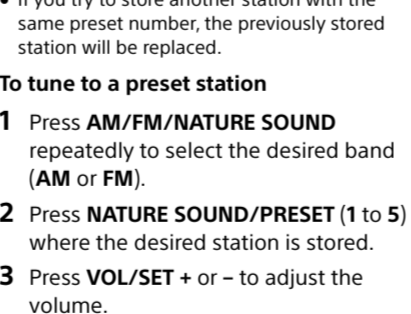 • If you try to store another station with the
same preset number, the previously stored
station will be replaced.
To tune to a preset station
1 Press AM/FM/NATURE SOUND
repeatedly to select the desired band
(AM or FM).
2 Press NATURE SOUND/PRESET (1 to 5)
where the desired station is stored.
3 Press VOL/SET + or – to adjust the
volume.